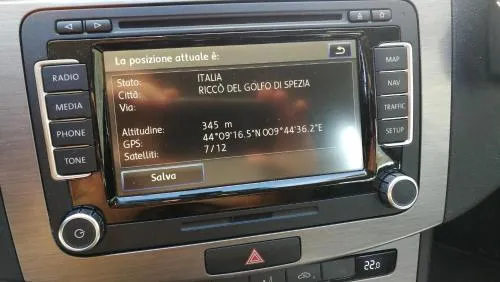 La posizione attuale è:
RADIO
MEDIA
PHONE
TONE
Stato: ITALIA
Città: RICCÒ DEL GOLFO DI SPEZIA
Via:
Altitudine: 345 m
GPS: 44°09'16.5"N 009°44'36.2"E
Satelliti: 7/12
Salva
MAP
NAV
TRAFFIC
SETUP
22.0